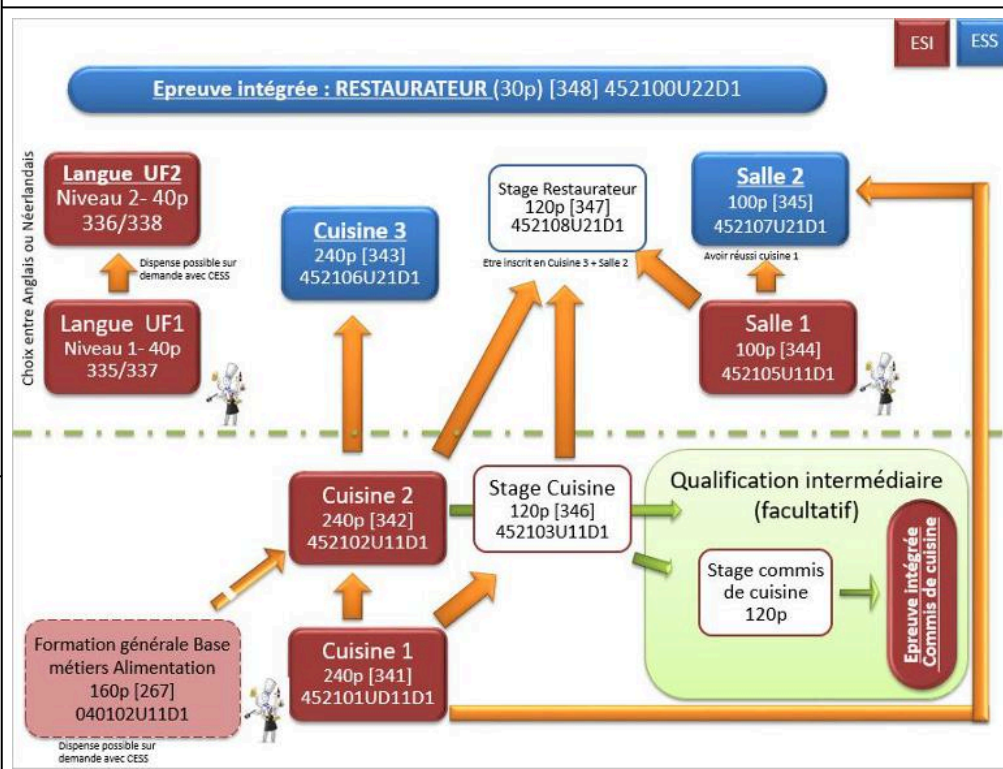 ESI
ESS
Epreuve intégrée : RESTAURATEUR (30p) [348] 452100U22D1
Choix entre Anglais ou Néerlandais
Langue UF2
Niveau 2- 40p
336/338
Dispense possible sur
demande avec CESS
Langue UF1
Niveau 1- 40p
335/337
Cuisine 3
240p [343]
452106U21D1
Stage Restaurateur
120p [347]
452108U21D1
Etre inscrit en Cuisine 3 + Salle 2
Salle 2
100p [345]
452107U21D1
Avoir réussi cuisine 1
Salle 1
100p [344]
452105U11D1
Cuisine 2
240p [342]
452102U11D1
Stage Cuisine
120p [346]
452103U11D1
Qualification intermédiaire
(facultatif)
Stage commis
de cuisine
120p
Epreuve intégrée
Commis de cuisine
Formation générale Base
métiers Alimentation
160p [267]
040102U11D1
Dispense possible sur
demande avec CESS
Cuisine 1
240p [341]
452101UD11D1